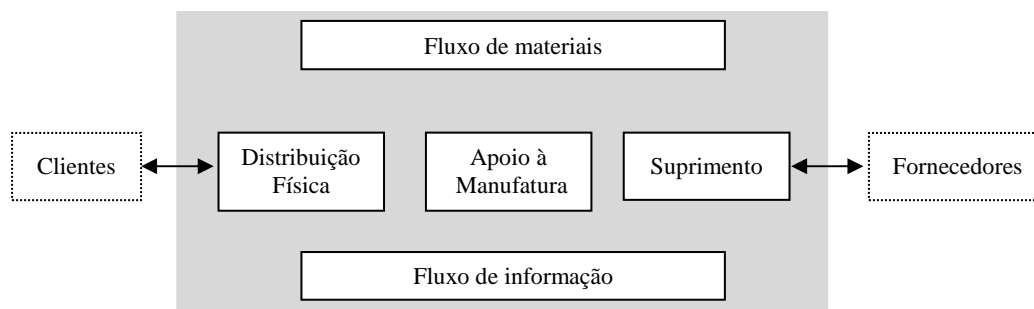 Fluxo de materiais
Clientes
Distribuição
Física
Apoio à
Manufatura
Suprimento
Fornecedores
Fluxo de informação